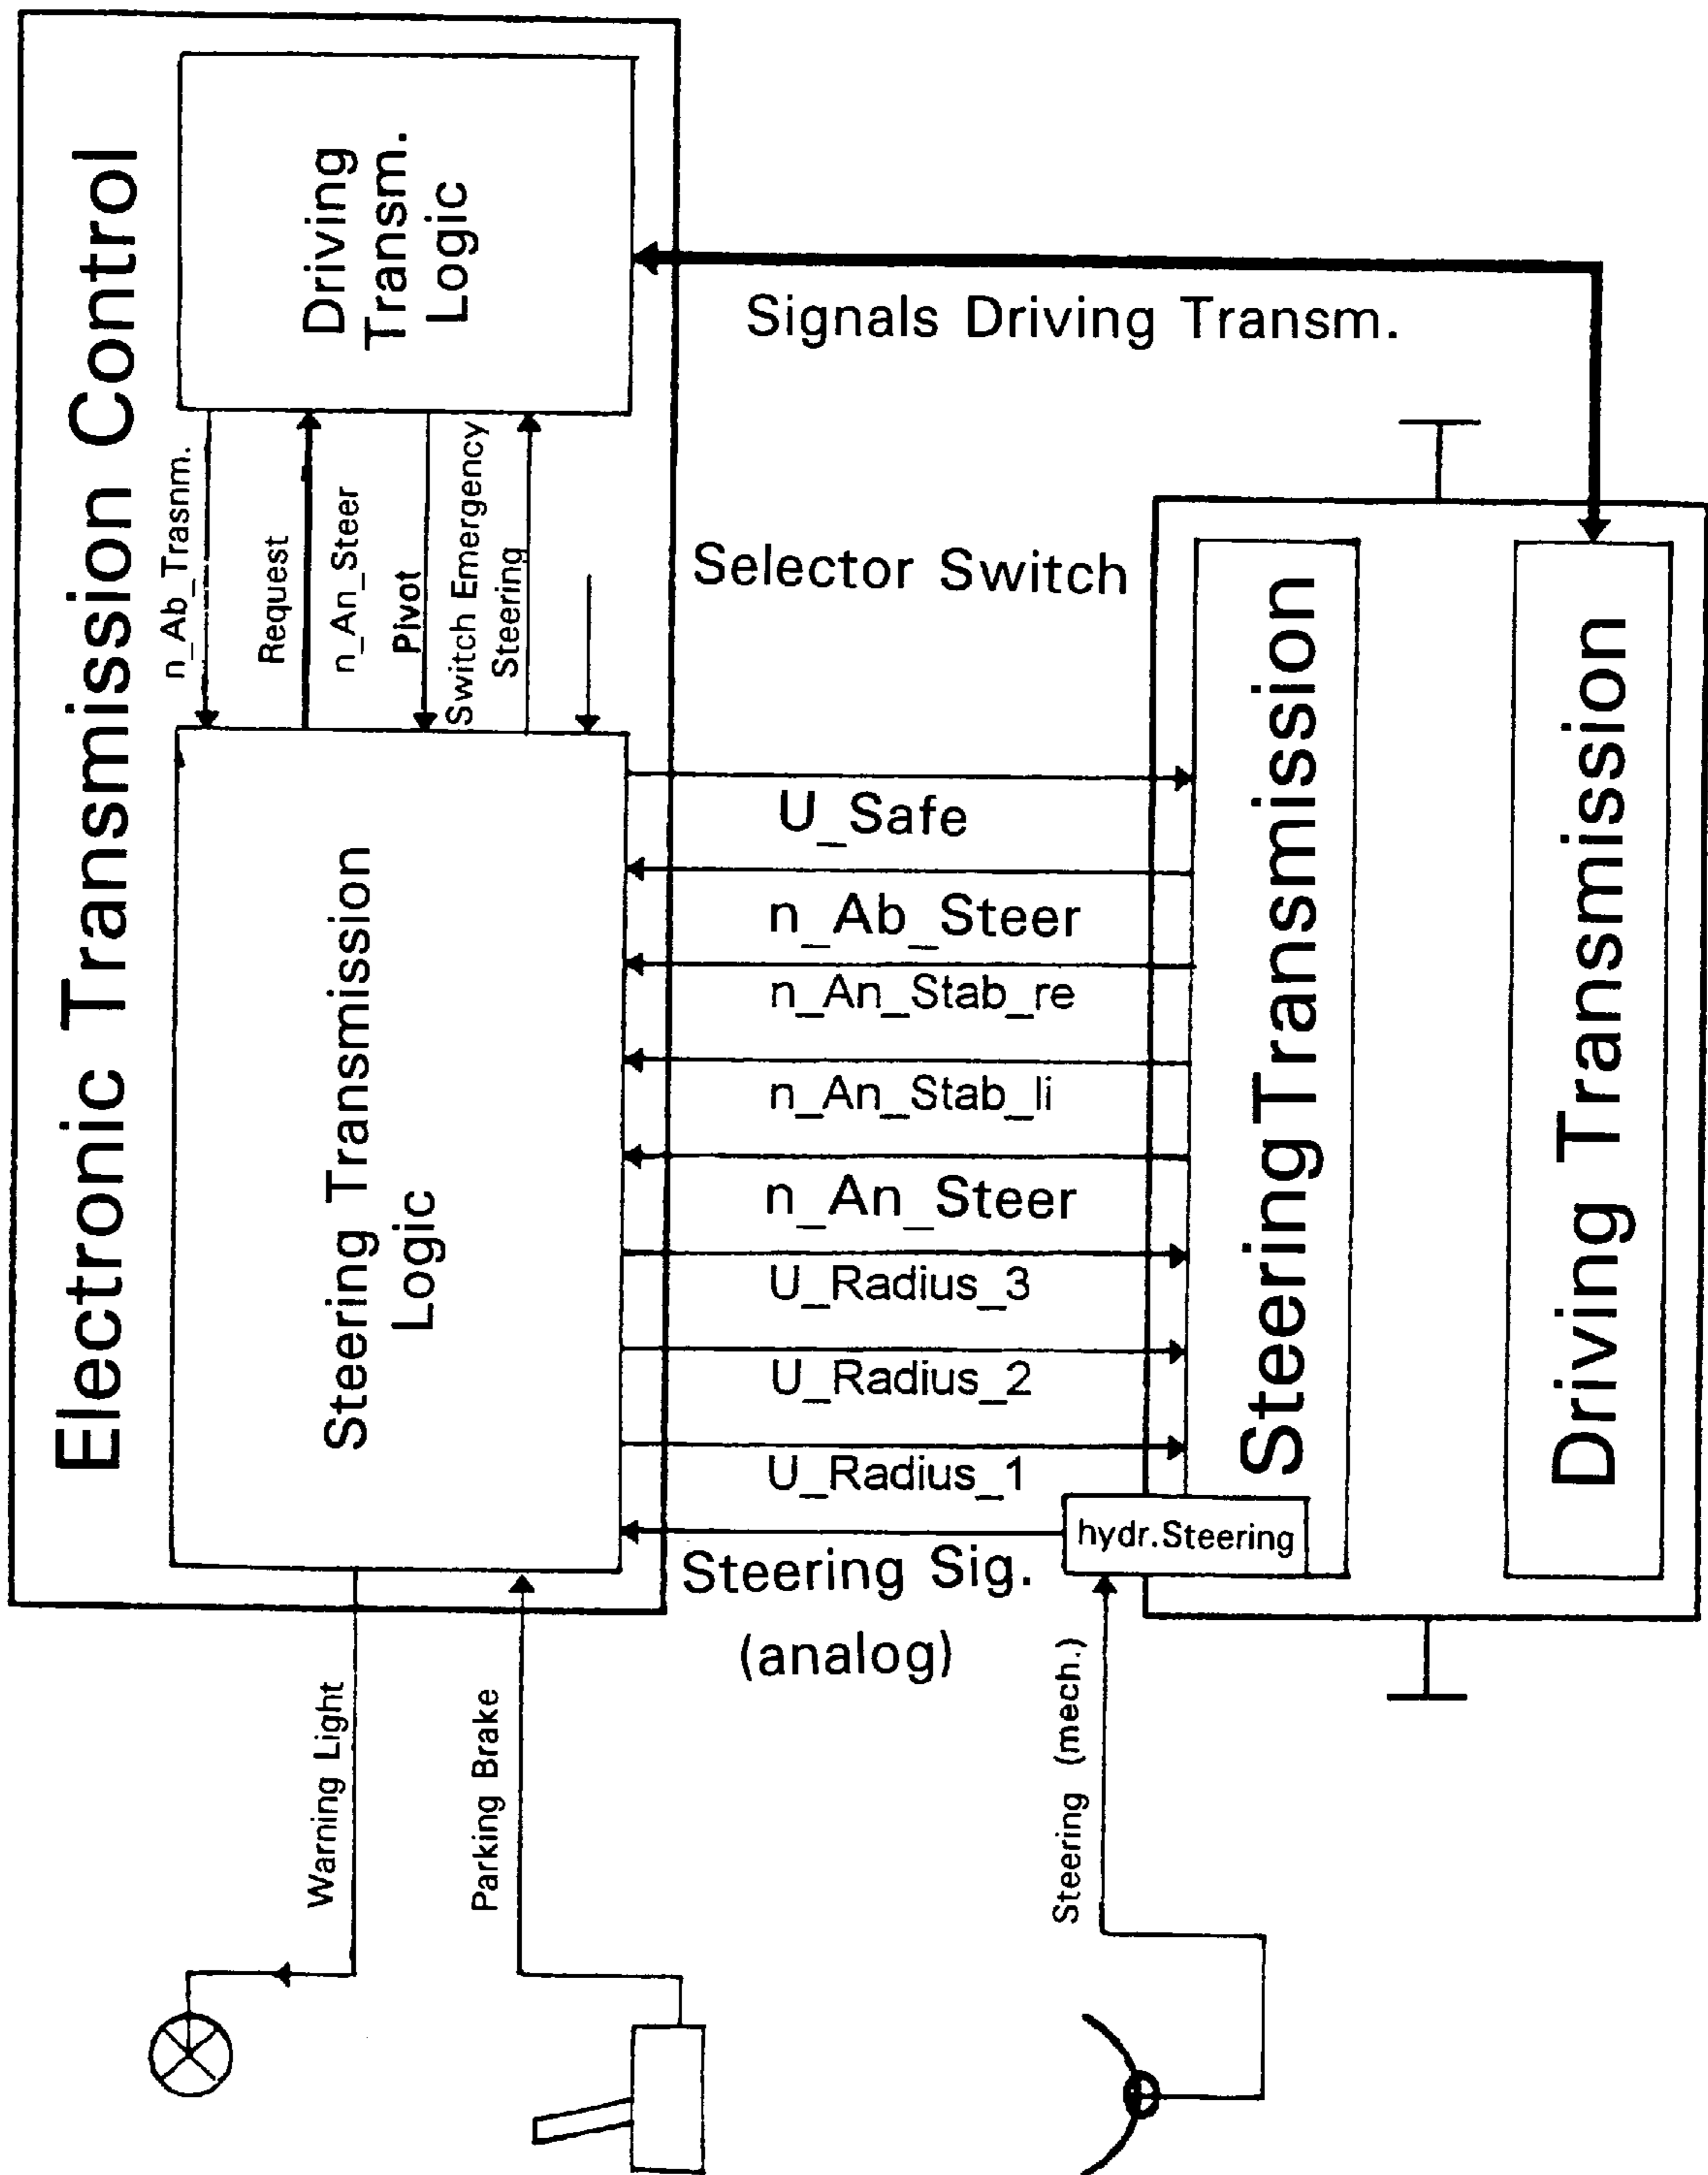 Electronic Transmission Control
Driving
Transm.
Logic
n_Ab_Trasnm.
Request
n_An_Steer
Pivot
Switch Emergency
Steering
Steering Transmission
Logic
Signals Driving Transm.
Selector Switch
U_Safe
n_Ab_Steer
n_An_Stab_re
n_An_Stab_li
n_An_Steer
U_Radius_3
U_Radius_2
U_Radius_1
Steering Sig.
(analog)
hydr.Steering
Steering Transmission
Driving Transmission
Warning Light
Parking Brake
Steering (mech.)